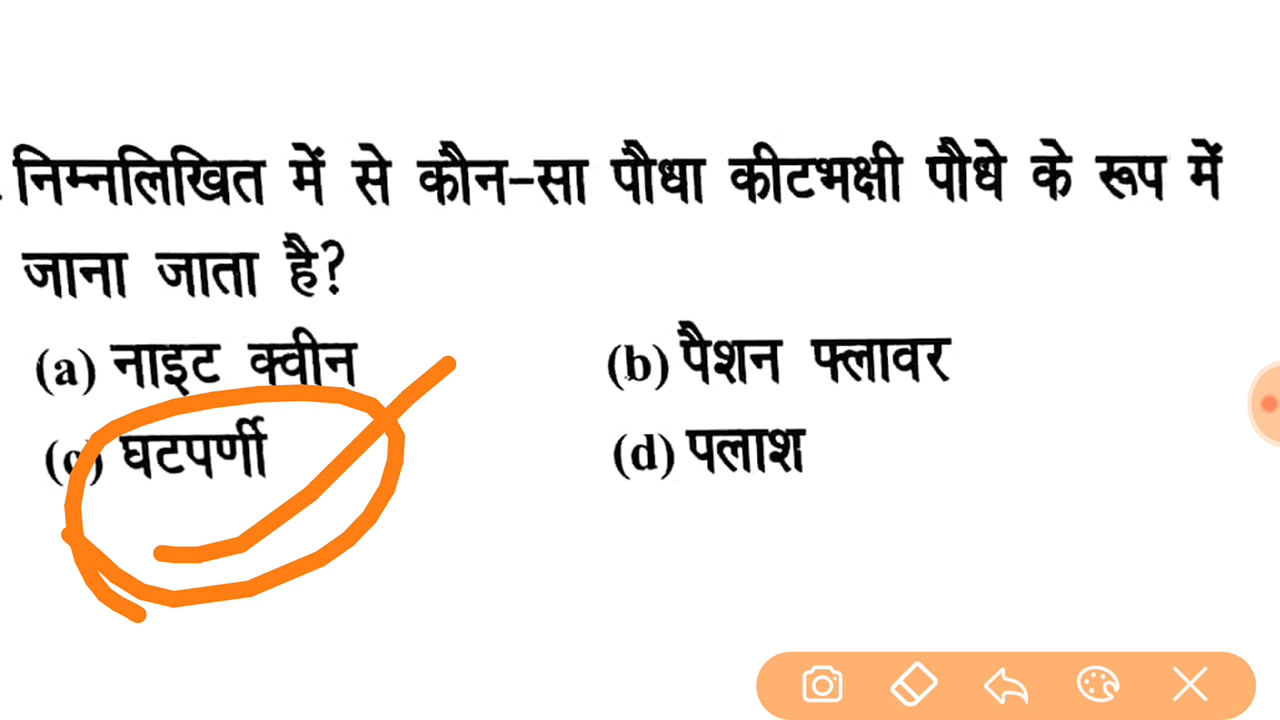 निम्नलिखित में से कौन-सा पौधा कीटभक्षी पौधे के रूप में
जाना जाता है?
(a) नाइट क्वीन (b) पैशन फ्लावर
(c) घटपर्णी (d) पलाश